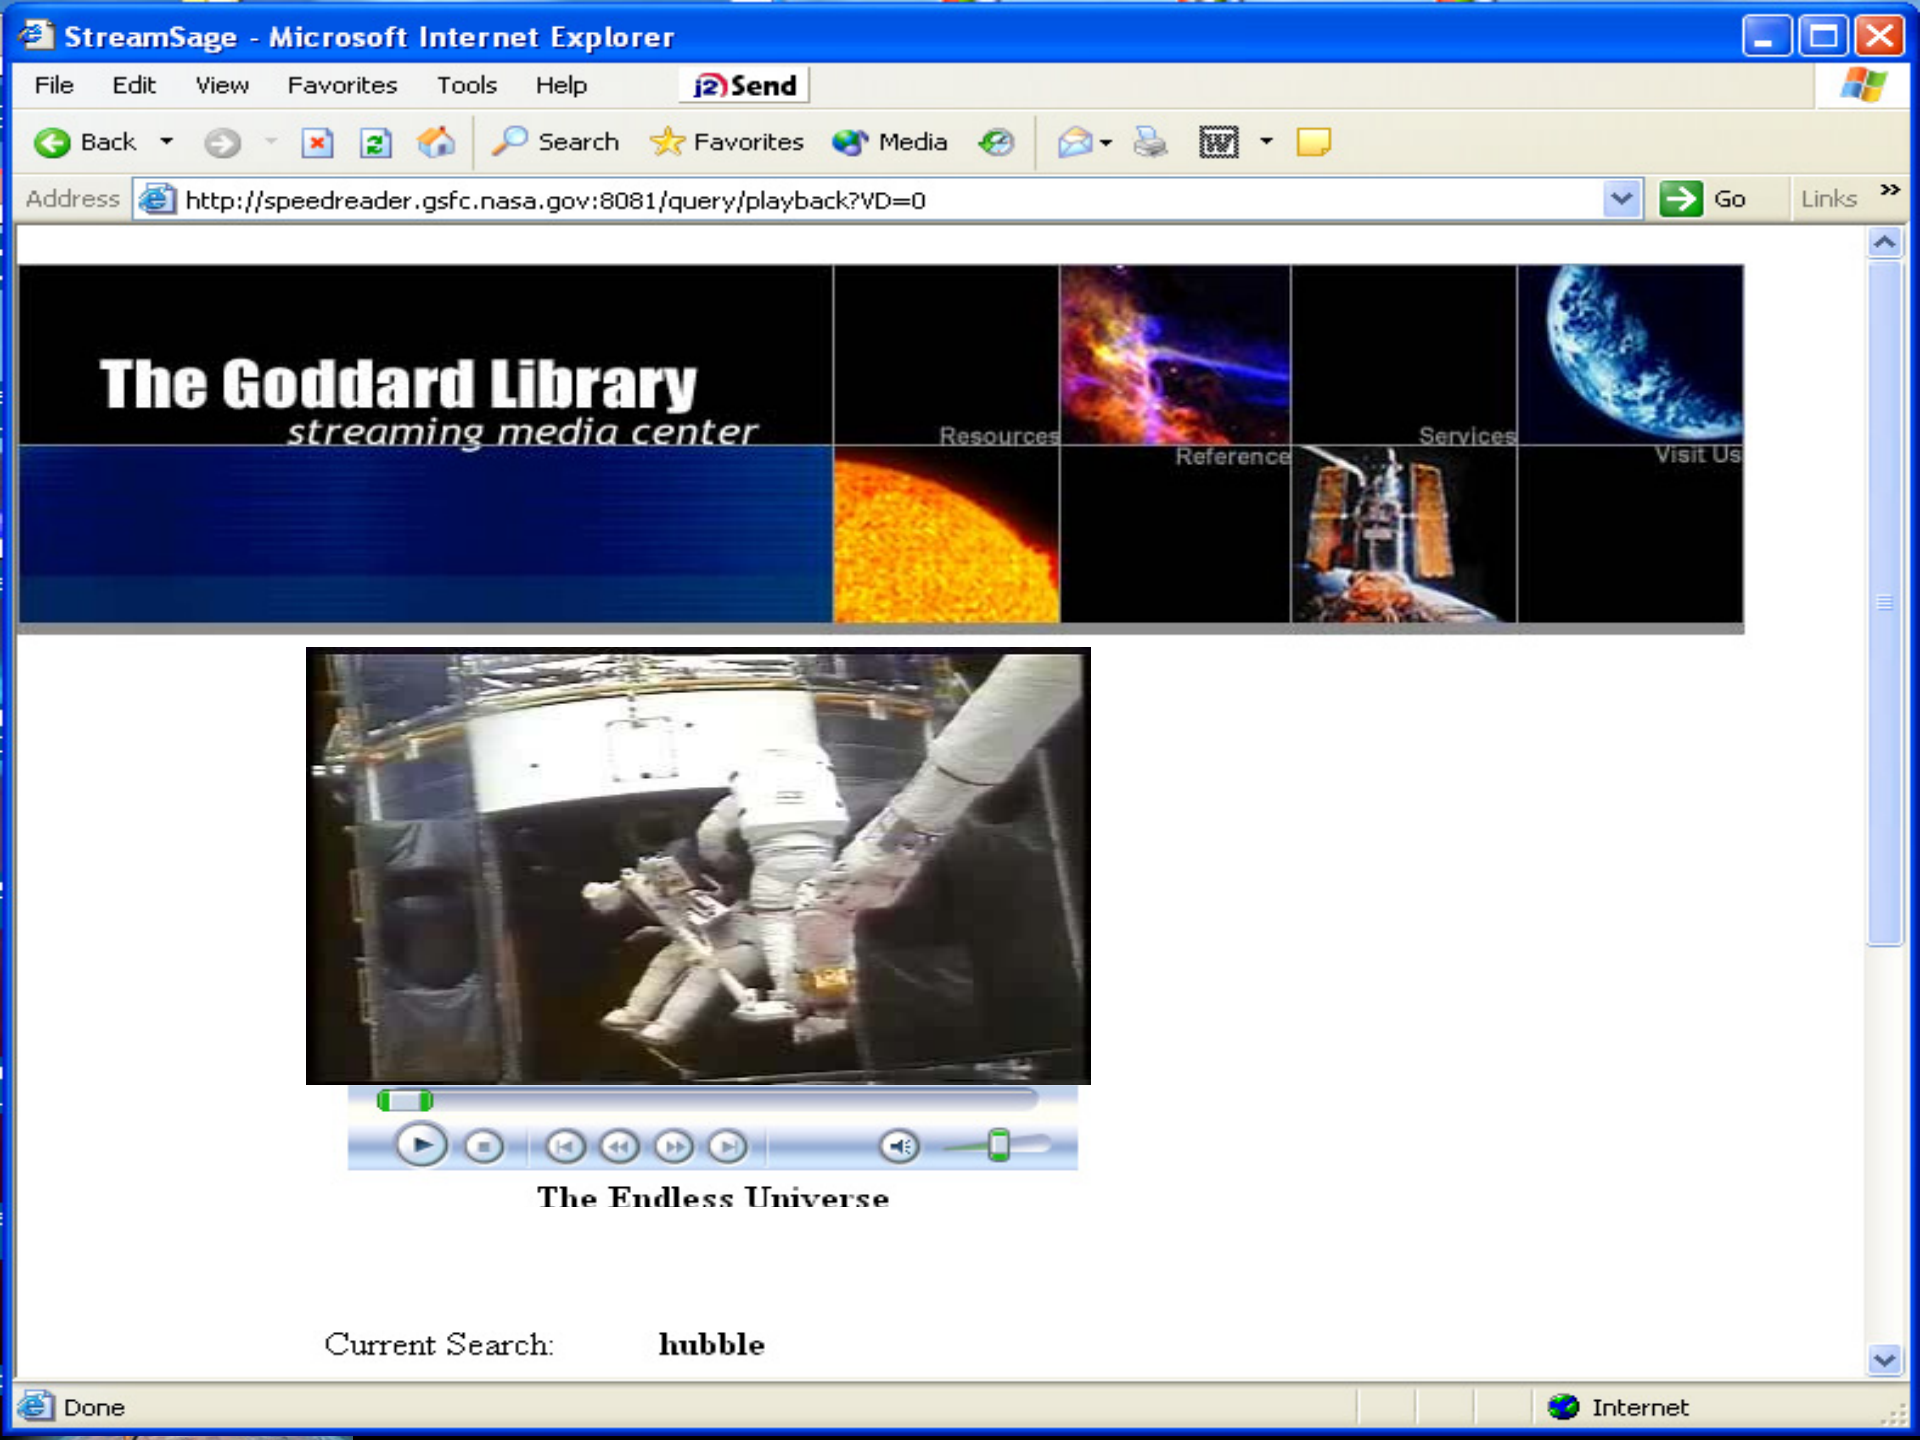 StreamSage - Microsoft Internet Explorer
File Edit View Favorites Tools Help j2 Send
Back Search Favorites Media W
Address http://speedreader.gsfc.nasa.gov:8081/query/playback?VD=0 Go Links »
The Goddard Library
streaming media center
Resources
Services
Reference
Visit Us
The Endless Universe
Current Search: hubble
Done Internet